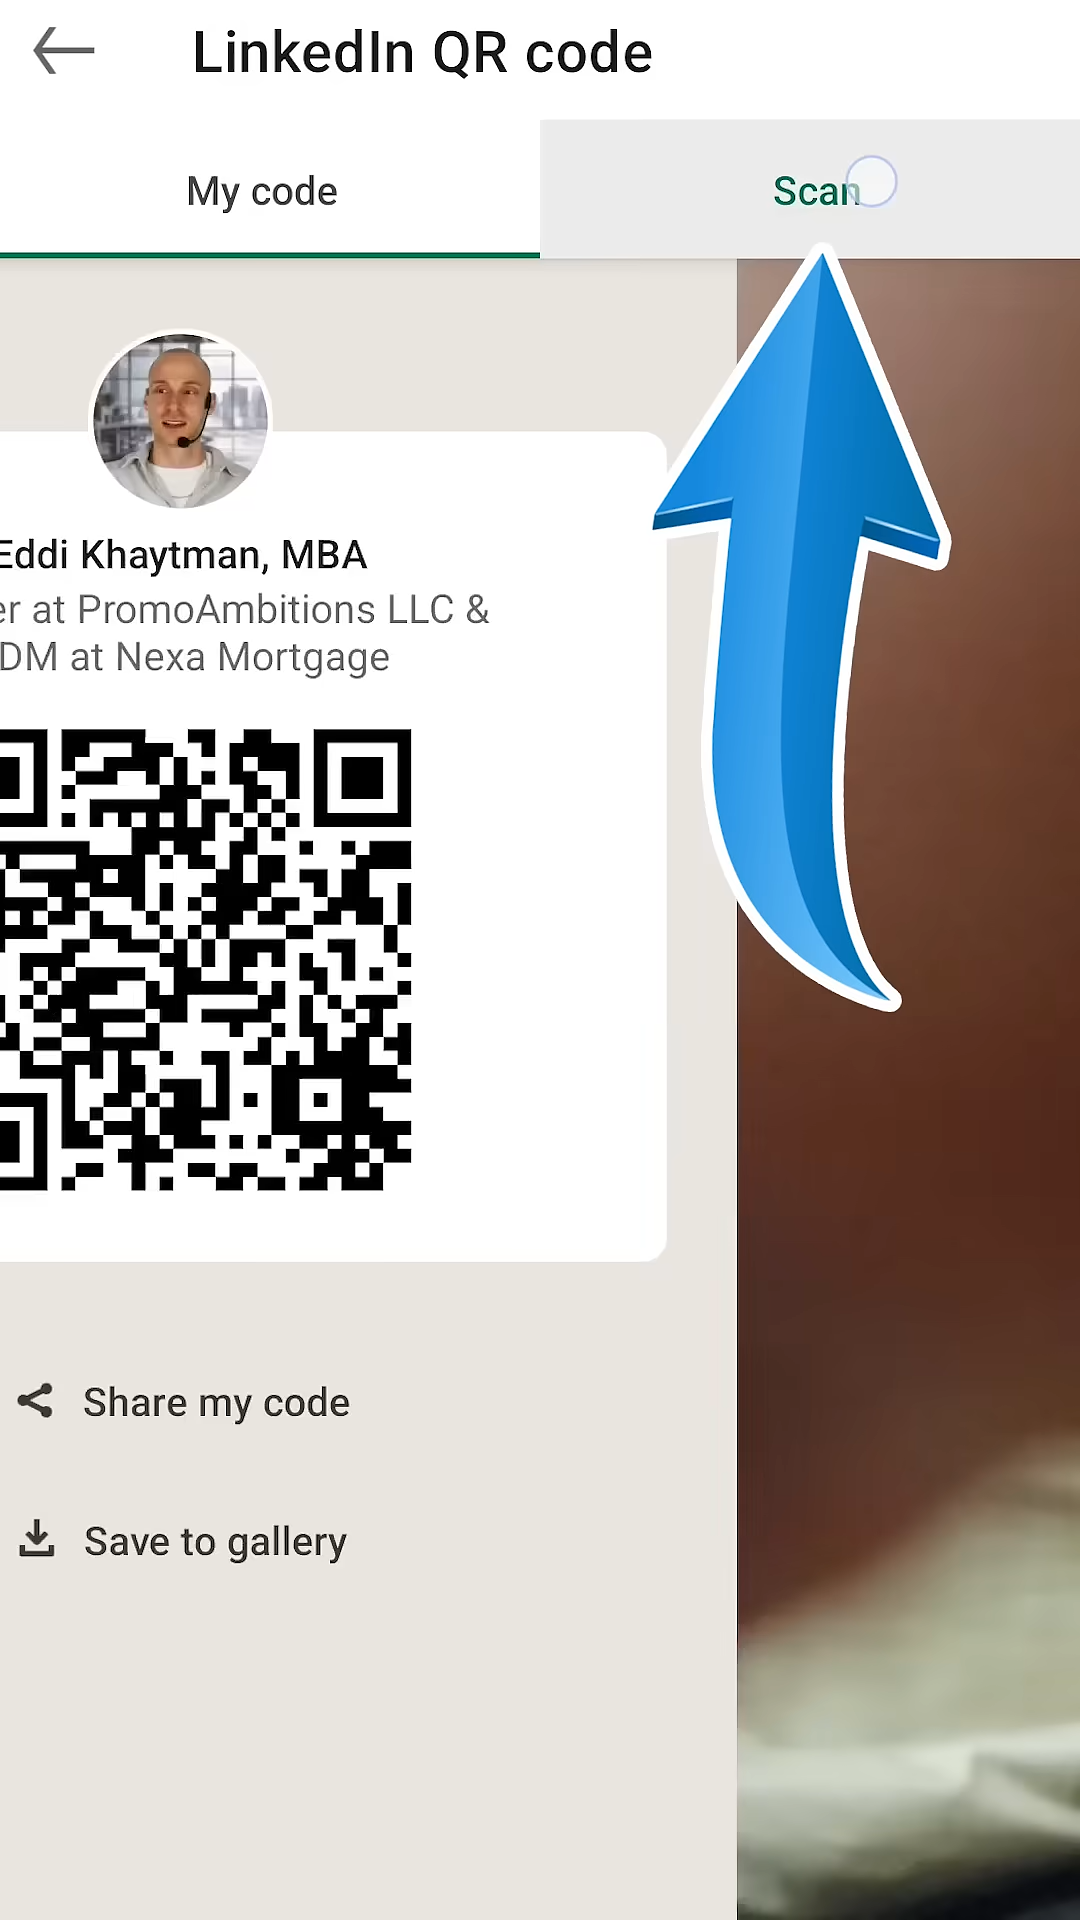 LinkedIn QR code
My code
Scan
Eddi Khaytman, MBA
er at PromoAmbitions LLC &
DM at Nexa Mortgage
Share my code
Save to gallery